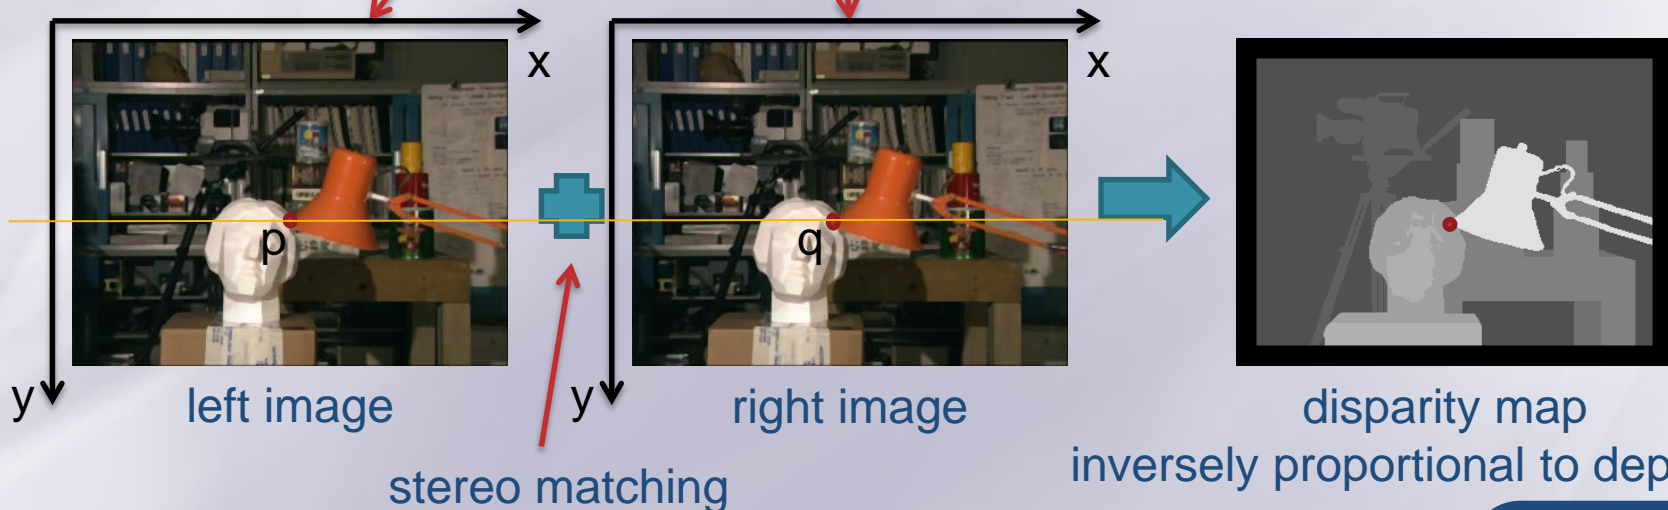 x
x
p
q
y
y
left image
right image
disparity map
inversely proportional to dep
stereo matching